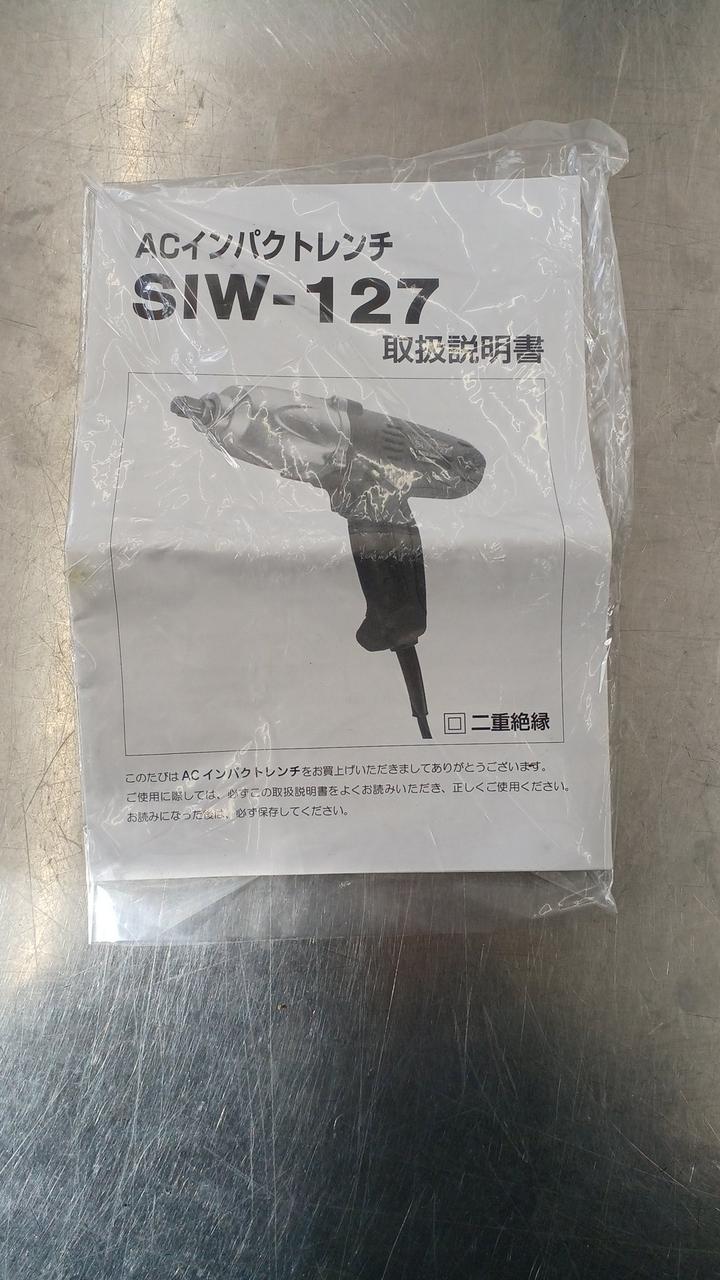 ACインパクトレンチ
SIW-127
取扱説明書
二重絶縁
このたびは AC インパクトレンチをお買上げいただきましてありがとうございます。
ご使用に際しては、必ずこの取扱説明書をよくお読みいただき、正しくご使用ください。
お読みになった後は、必ず保存してください。